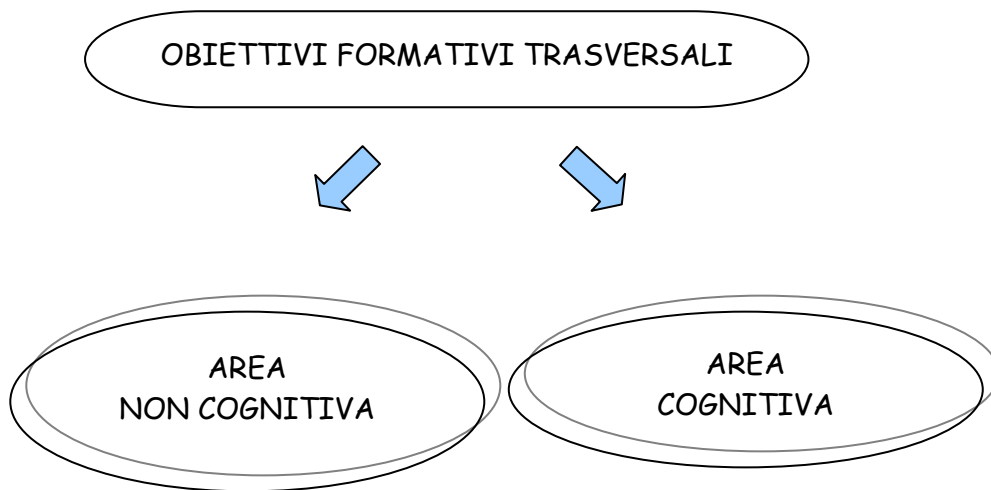 OBIETTIVI FORMATIVI TRASVERSALI
AREA
NON COGNITIVA
AREA
COGNITIVA